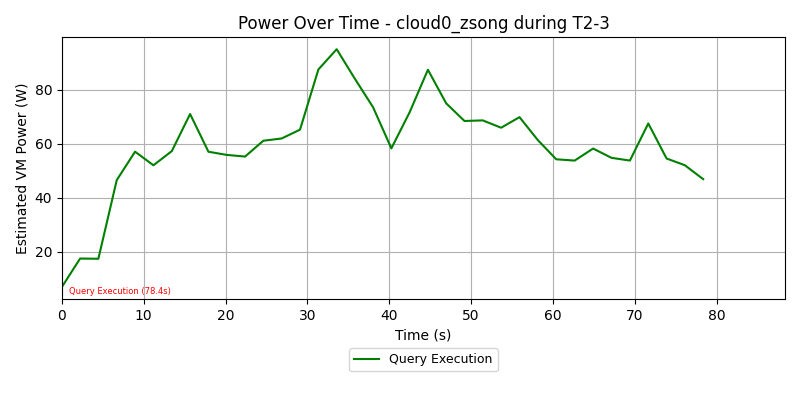 Power Over Time - cloud0_zsong during T2-3
Estimated VM Power (W)
80
60
40
20
Query Execution (78.4s)
0 10 20 30 40 50 60 70 80
Time (s)
Query Execution